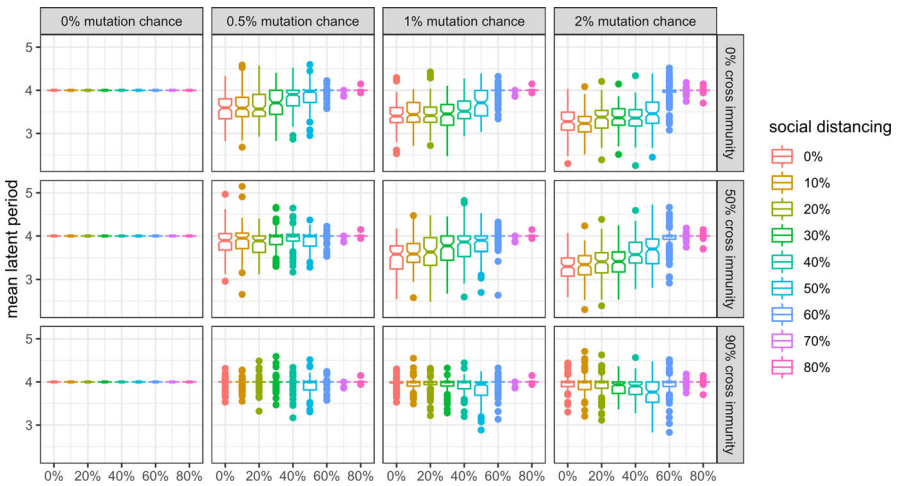 0% mutation chance
0.5% mutation chance
1% mutation chance
2% mutation chance
5
4
3
0% cross immunity
5
4
3
50% cross immunity
5
4
3
90% cross immunity
mean latent period
0% 20% 40% 60% 80%
0% 20% 40% 60% 80%
0% 20% 40% 60% 80%
0% 20% 40% 60% 80%
social distancing
0%
10%
20%
30%
40%
50%
60%
70%
80%